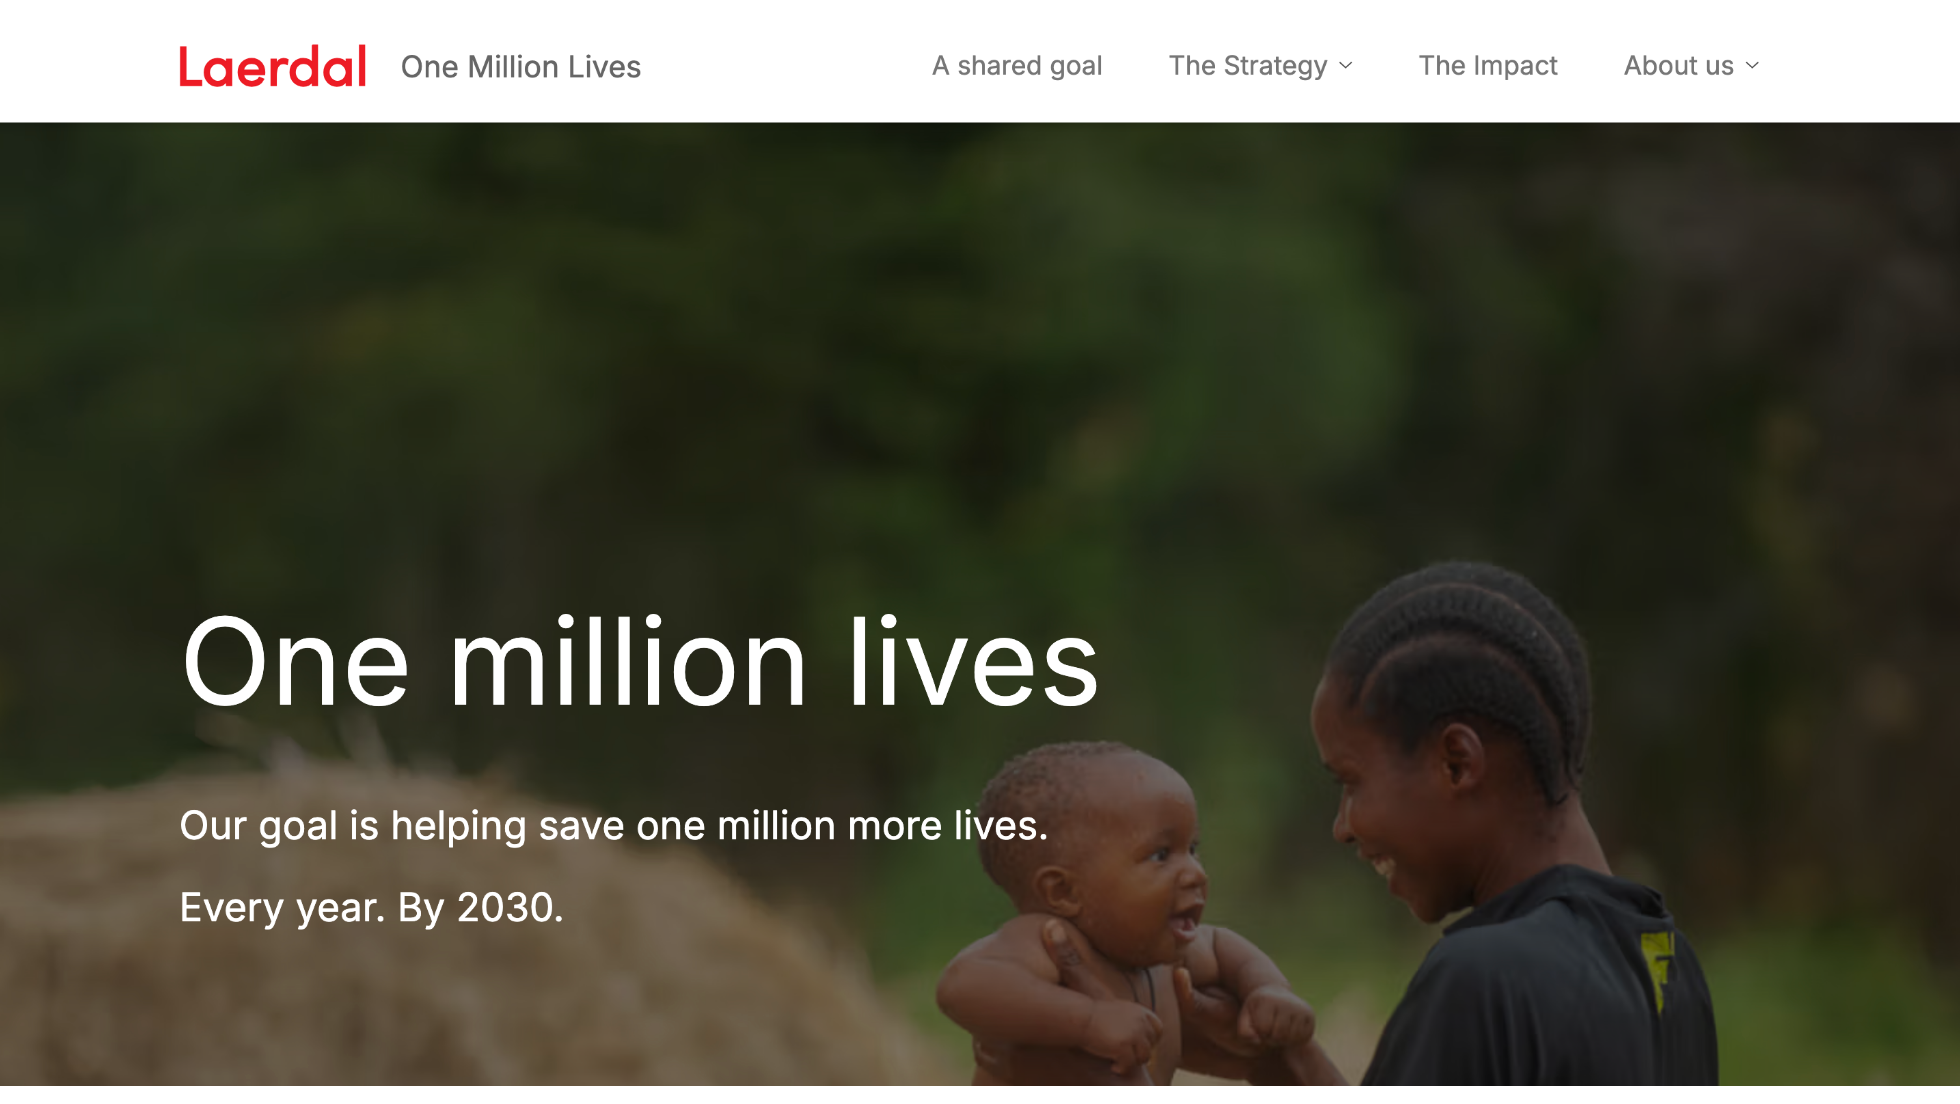 Laerdal One Million Lives A shared goal The Strategy The Impact About us
One million lives
Our goal is helping save one million more lives.
Every year. By 2030.